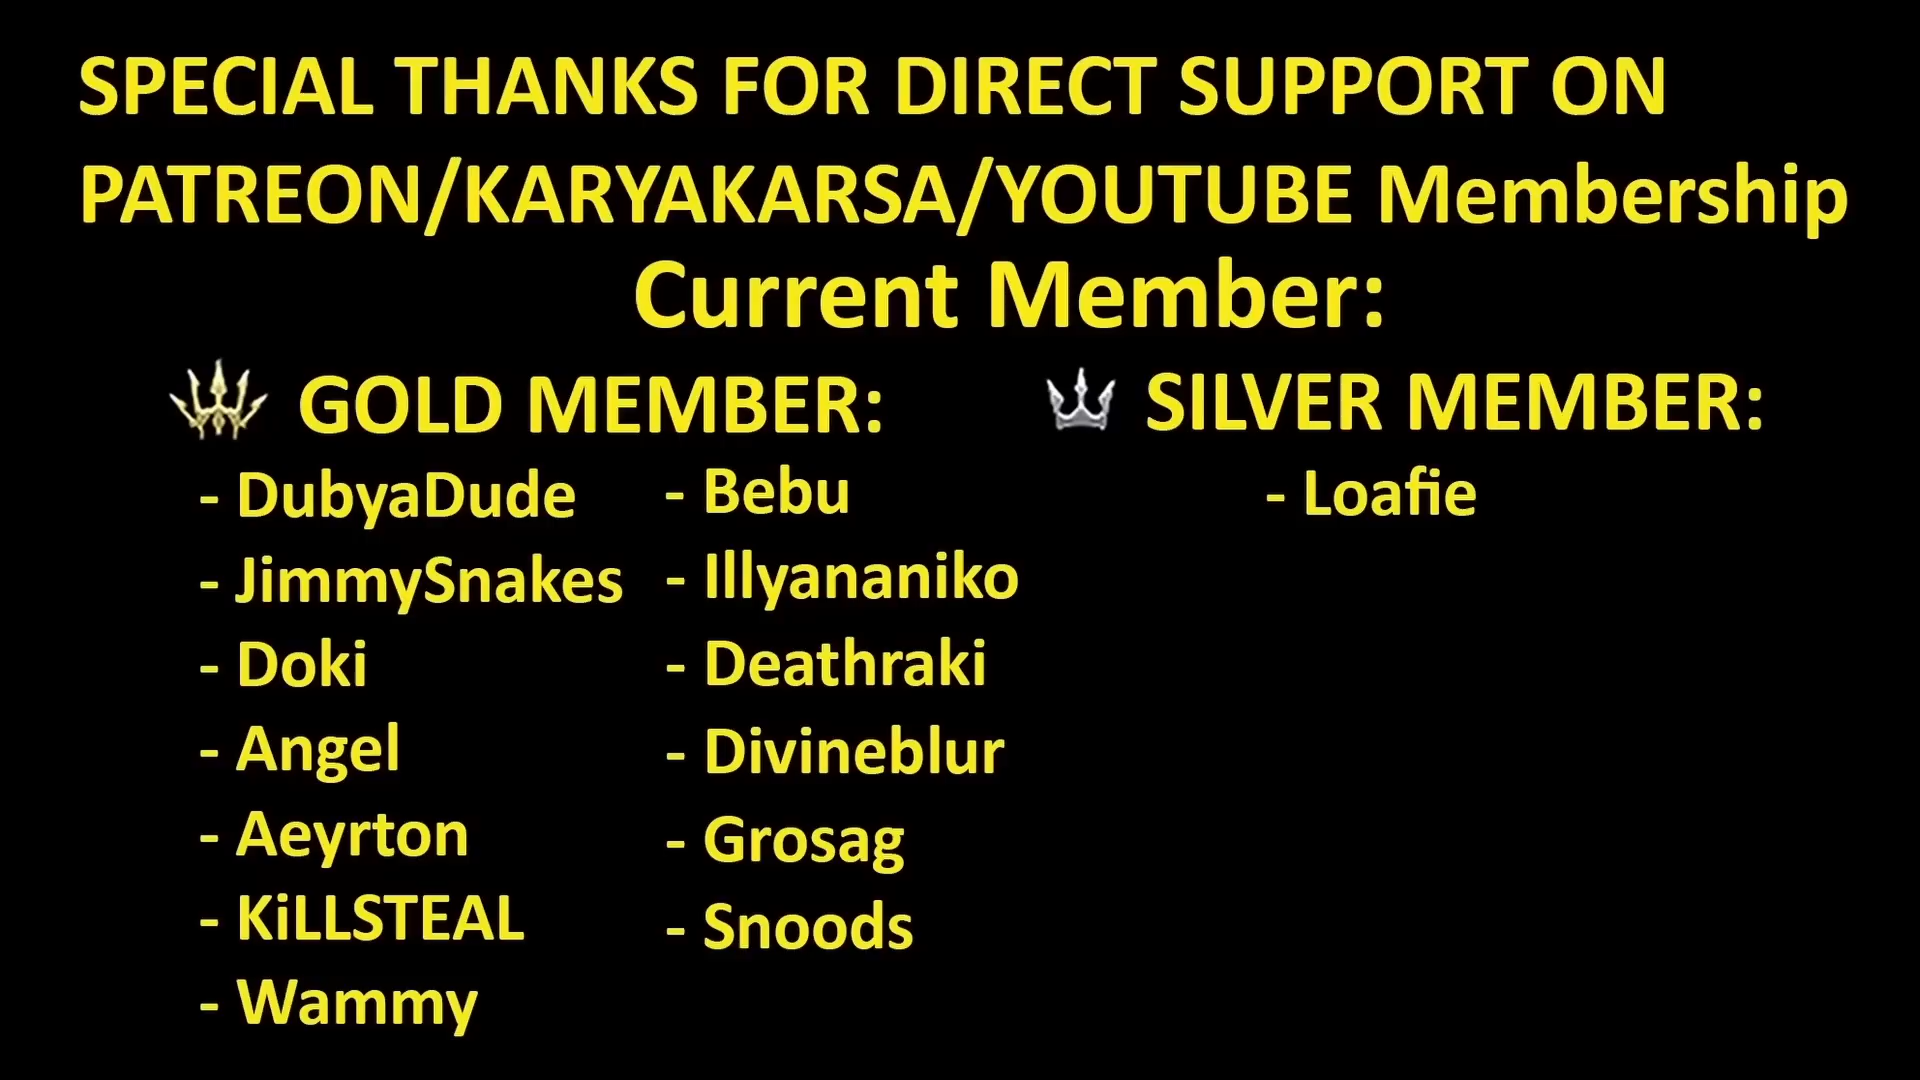 SPECIAL THANKS FOR DIRECT SUPPORT ON
PATREON/KARYAKARSA/YOUTUBE Membership
Current Member:
GOLD MEMBER:
- DubyaDude
- JimmySnakes
- Doki
- Angel
- Aeyrton
- KiLLSTEAL
- Wammy
- Bebu
- Illyananiko
- Deathraki
- Divineblur
- Grosag
- Snoods
SILVER MEMBER:
- Loafie